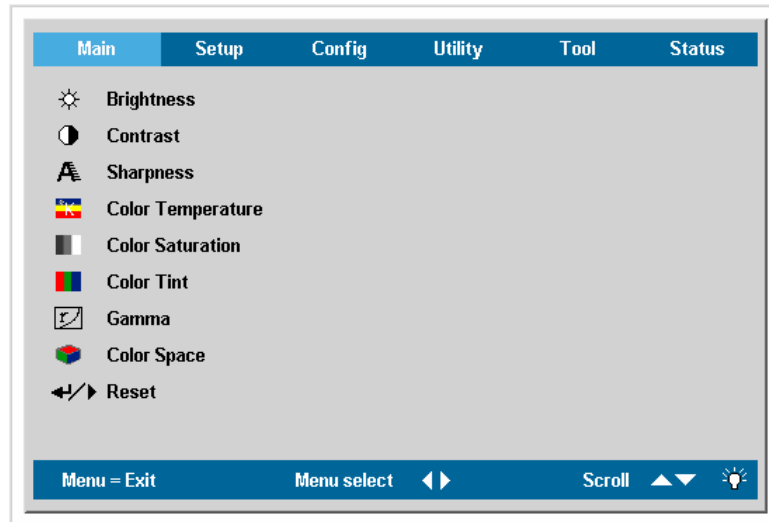 Main Setup Config Utility Tool Status
Brightness
Contrast
Sharpness
Color Temperature
Color Saturation
Color Tint
Gamma
Color Space
Reset
Menu = Exit Menu select Scroll